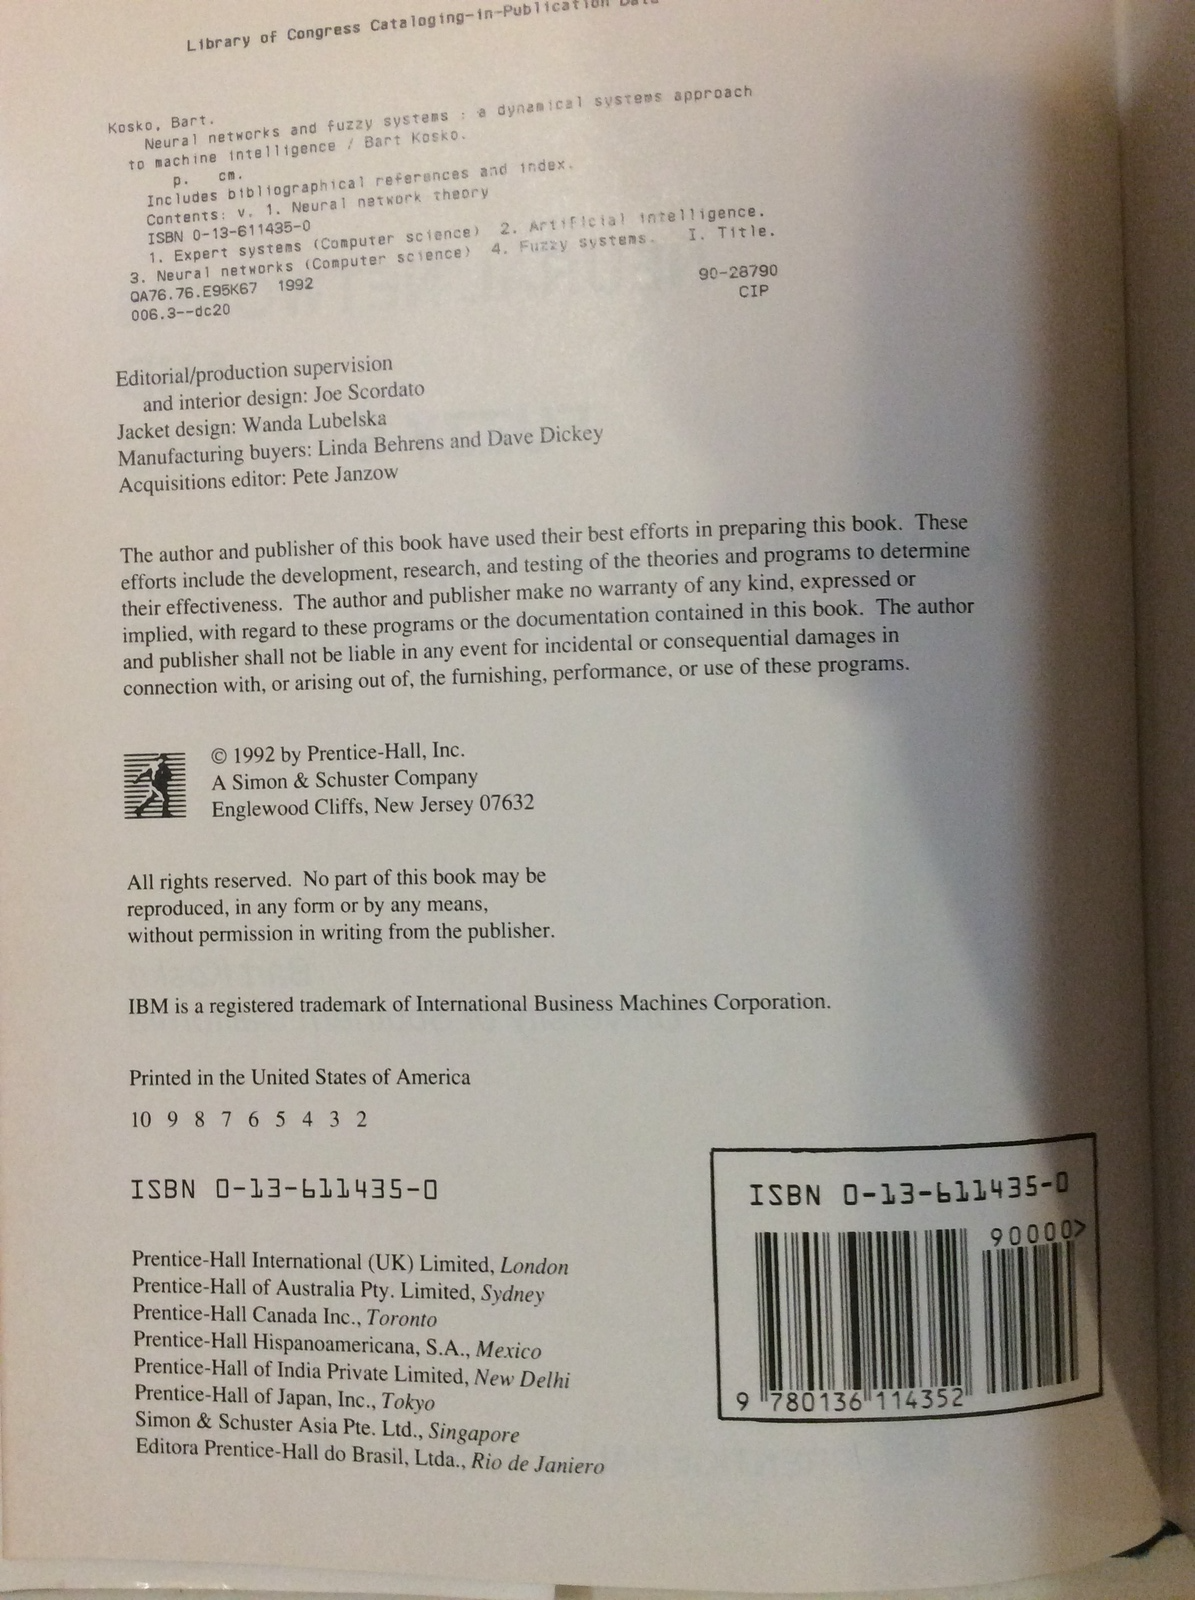 Library of Congress Cataloging-in-Publication Data
Kosko, Bart.
Neural networks and fuzzy systems : a dynamical systems approach
to machine intelligence / Bart Kosko.
p. cm.
Includes bibliographical references and index.
Contents: v. 1. Neural network theory
ISBN 0-13-611435-0
1. Expert systems (Computer science) 2. Artificial intelligence.
3. Neural networks (Computer science) 4. Fuzzy systems. I. Title.
QA76.76.E95K67 1992 90-28790
006.3--dc20 CIP
Editorial/production supervision
and interior design: Joe Scordato
Jacket design: Wanda Lubelska
Manufacturing buyers: Linda Behrens and Dave Dickey
Acquisitions editor: Pete Janzow
The author and publisher of this book have used their best efforts in preparing this book. These
efforts include the development, research, and testing of the theories and programs to determine
their effectiveness. The author and publisher make no warranty of any kind, expressed or
implied, with regard to these programs or the documentation contained in this book. The author
and publisher shall not be liable in any event for incidental or consequential damages in
connection with, or arising out of, the furnishing, performance, or use of these programs.
© 1992 by Prentice-Hall, Inc.
A Simon & Schuster Company
Englewood Cliffs, New Jersey 07632
All rights reserved. No part of this book may be
reproduced, in any form or by any means,
without permission in writing from the publisher.
IBM is a registered trademark of International Business Machines Corporation.
Printed in the United States of America
10 9 8 7 6 5 4 3 2
ISBN 0-13-611435-0
Prentice-Hall International (UK) Limited, London
Prentice-Hall of Australia Pty. Limited, Sydney
Prentice-Hall Canada Inc., Toronto
Prentice-Hall Hispanoamericana, S.A., Mexico
Prentice-Hall of India Private Limited, New Delhi
Prentice-Hall of Japan, Inc., Tokyo
Simon & Schuster Asia Pte. Ltd., Singapore
Editora Prentice-Hall do Brasil, Ltda., Rio de Janiero
ISBN 0-13-611435-0
90000>
9 780136 114352